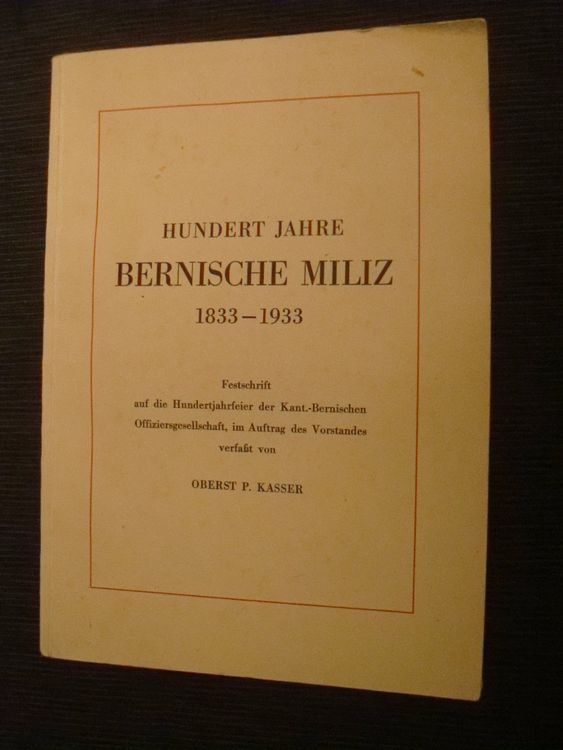 HUNDERT JAHRE
BERNISCHE MILIZ
1833–1933
Festschrift
auf die Hundertjahrfeier der Kant.-Bernischen
Offiziersgesellschaft, im Auftrag des Vorstandes
verfaßt von
OBERST P. KASSER